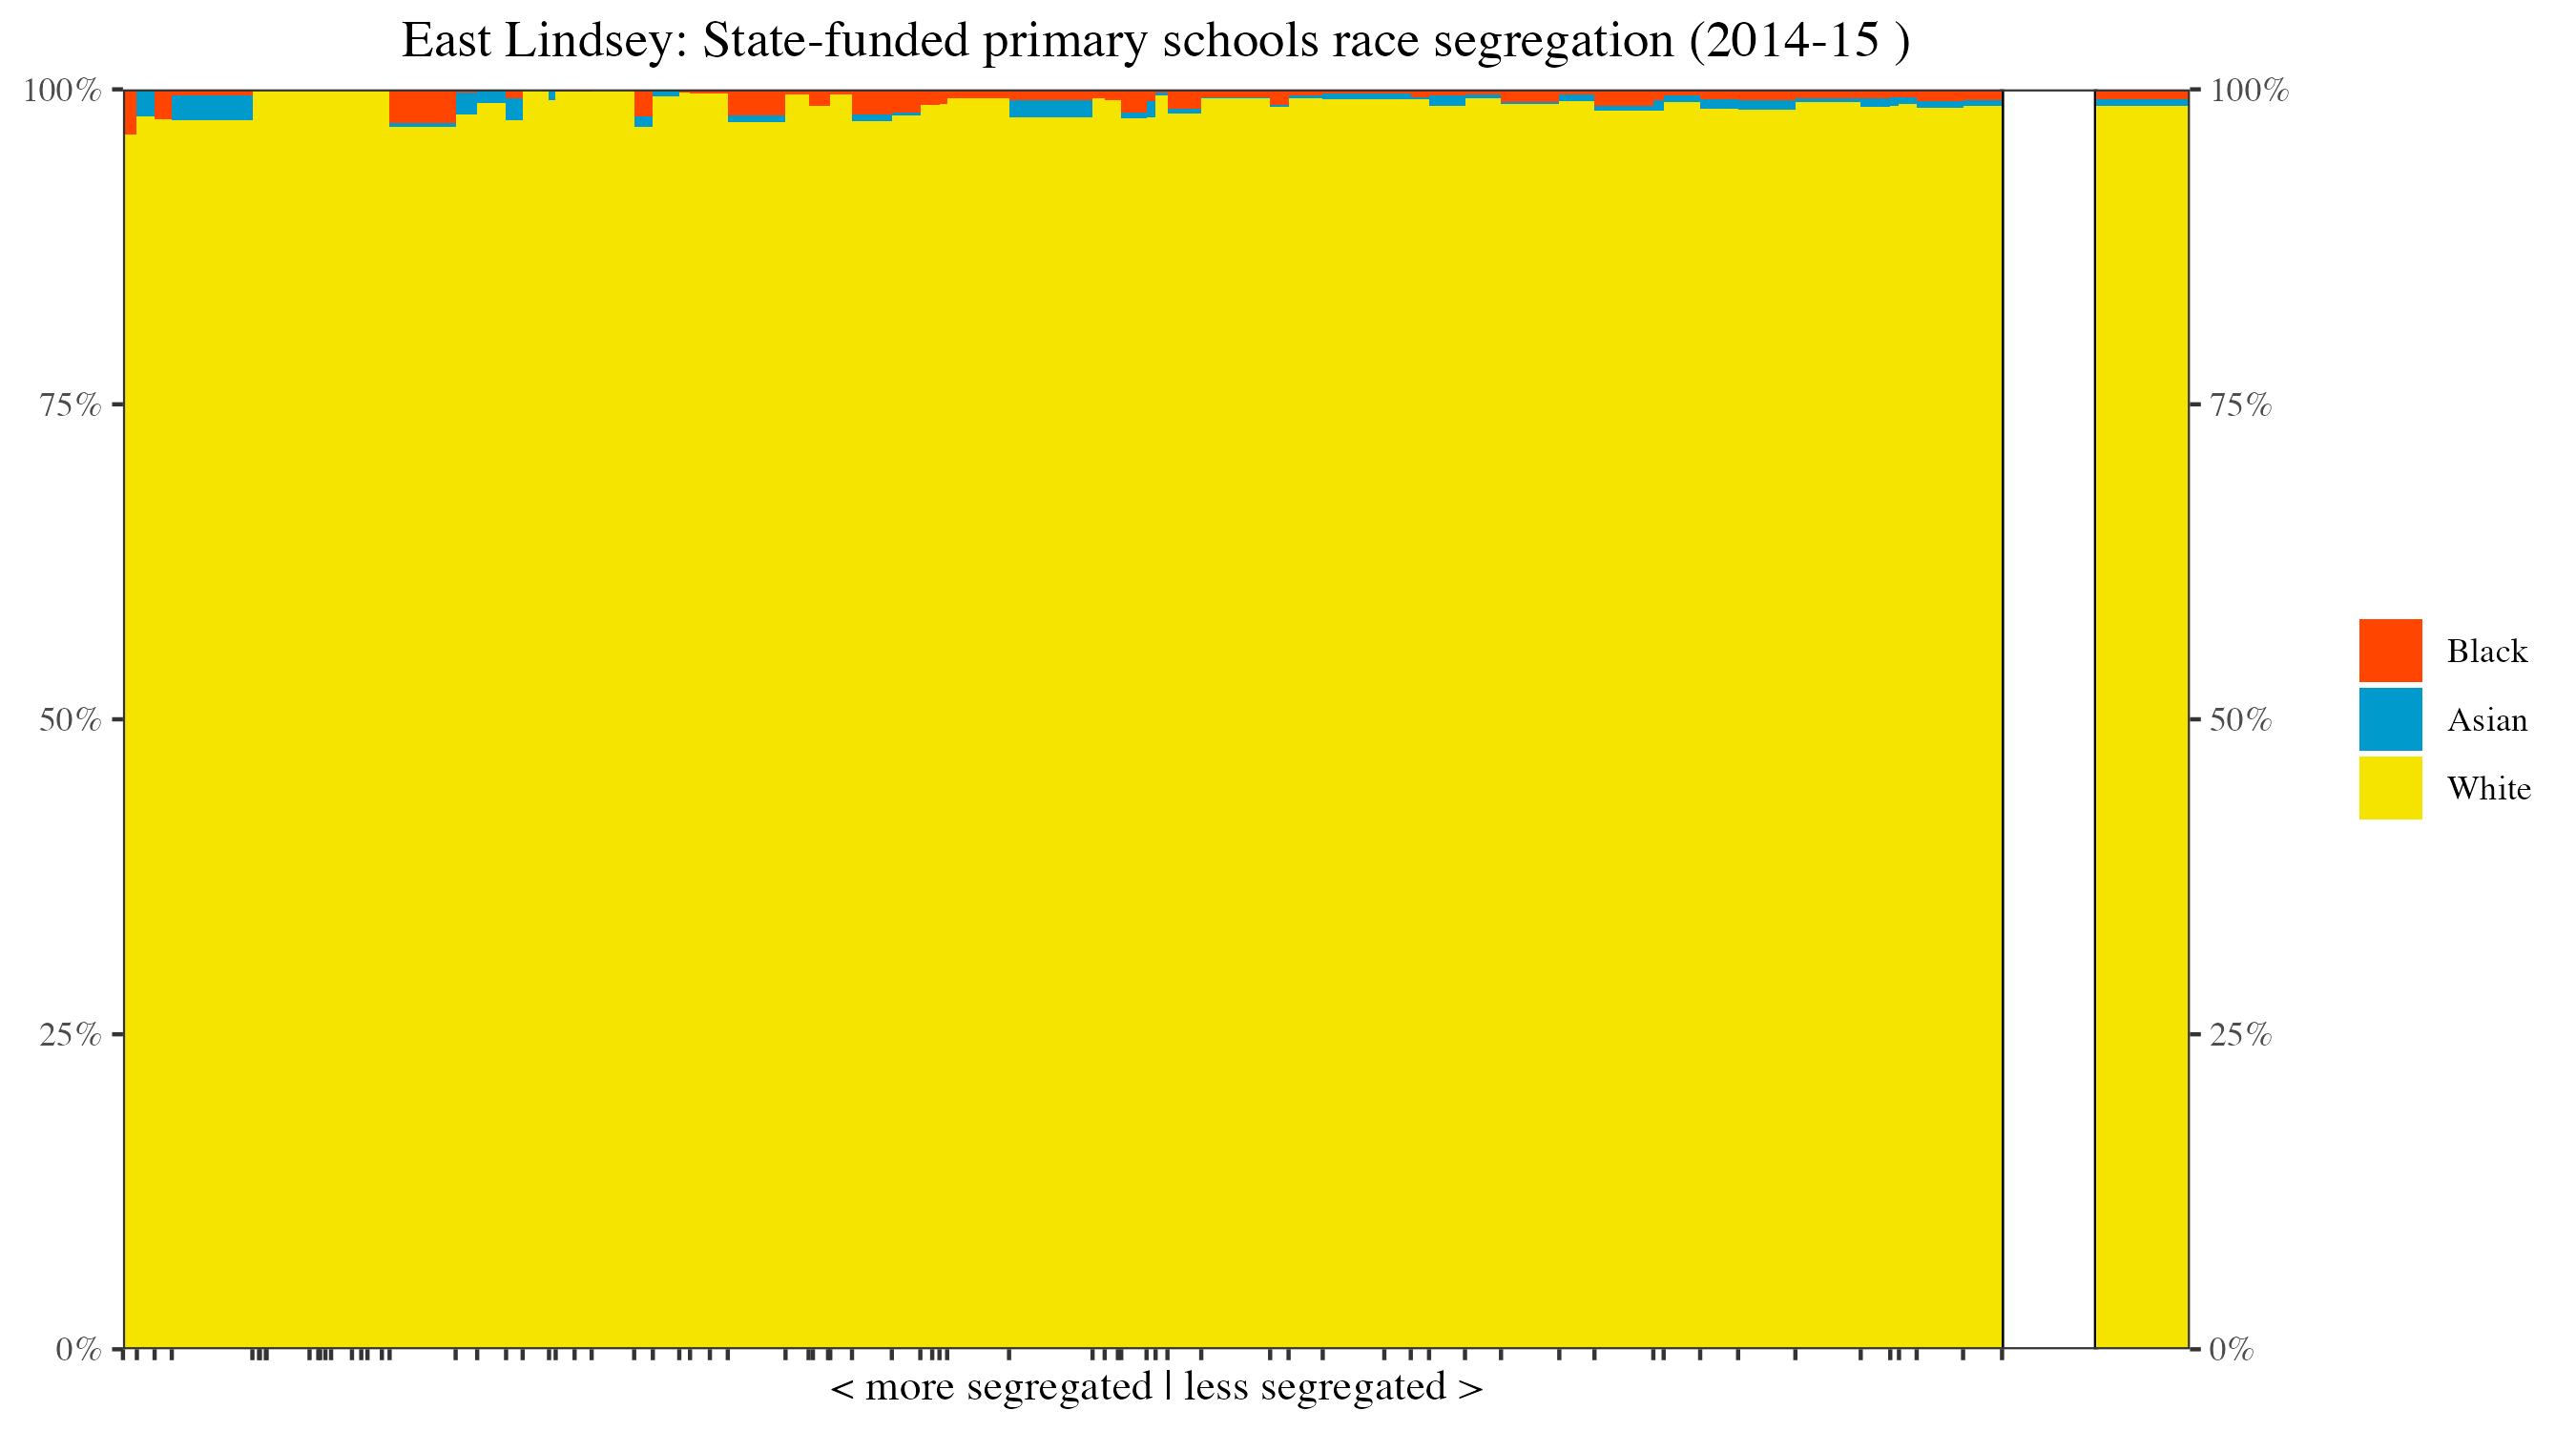 East Lindsey: State-funded primary schools race segregation (2014-15 )
100%
75%
50%
25%
0%
100%
75%
50%
25%
0%
Black
Asian
White
< more segregated | less segregated >